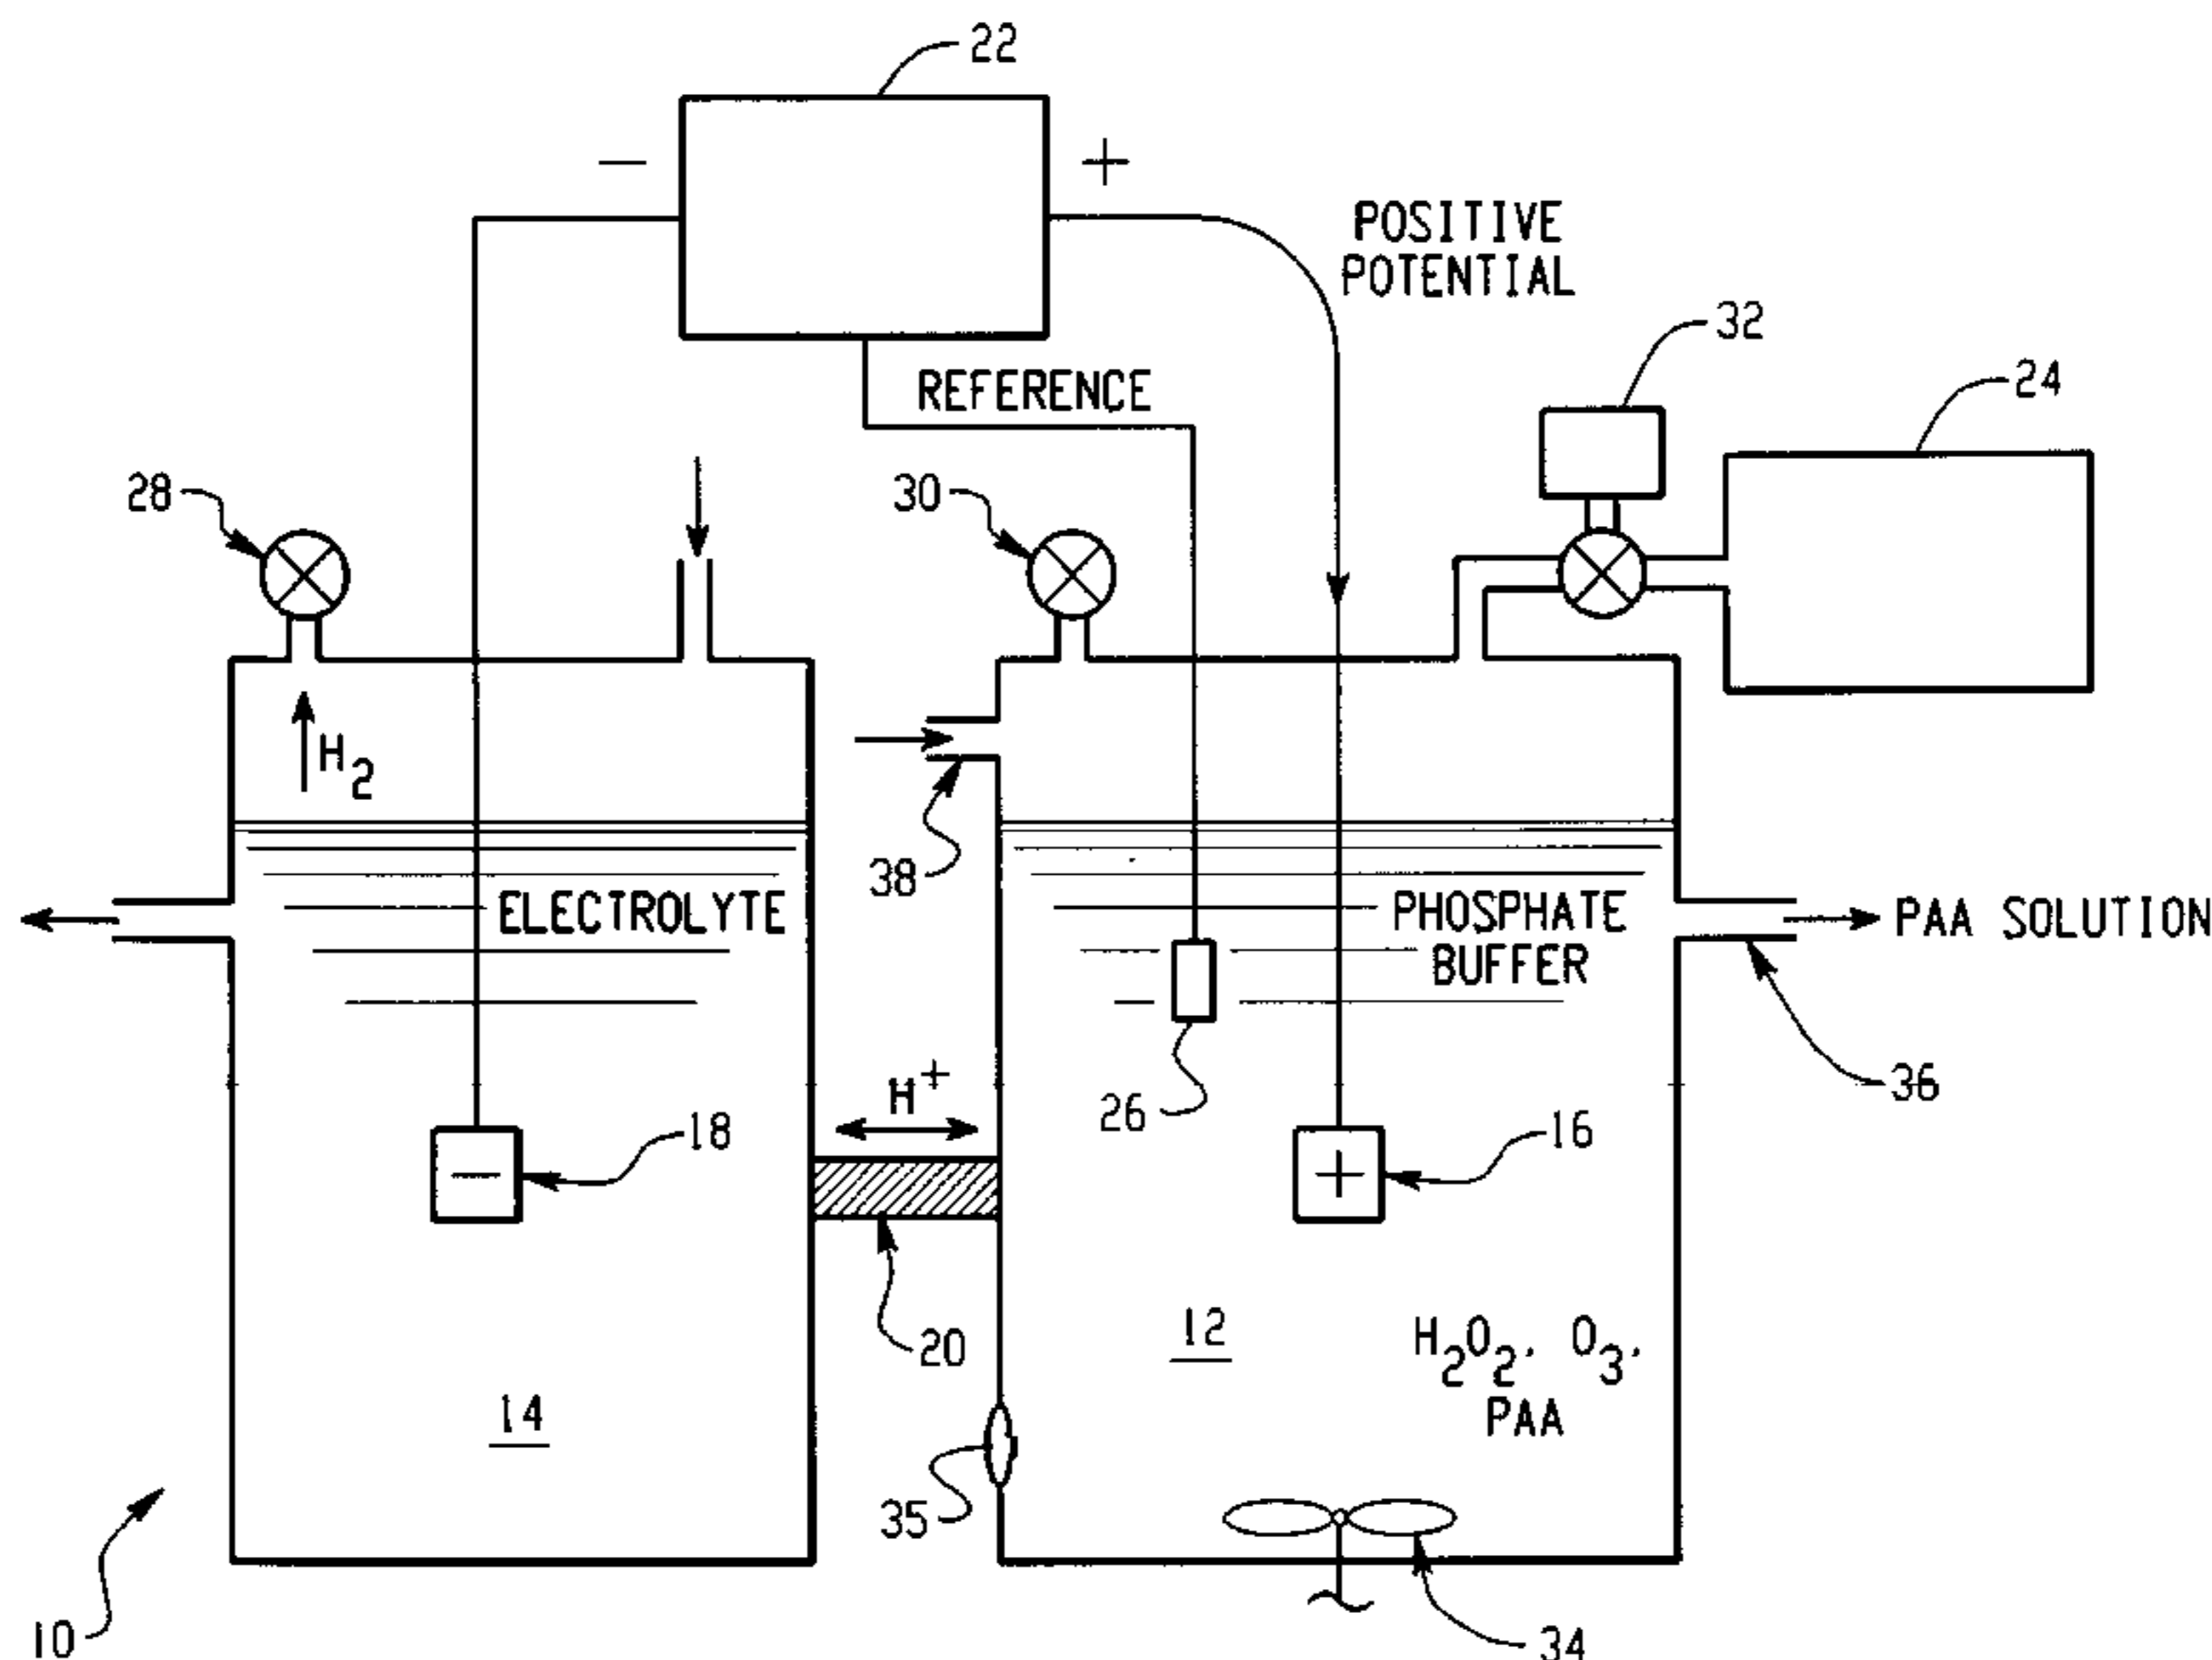 22
−
+
POSITIVE
POTENTIAL
32
24
REFERENCE
28
30
H2
38
ELECTROLYTE
PHOSPHATE
BUFFER
PAA SOLUTION
H+
26
36
18
−
16
+
20
12
H2O2, O3,
PAA
14
35
10
34